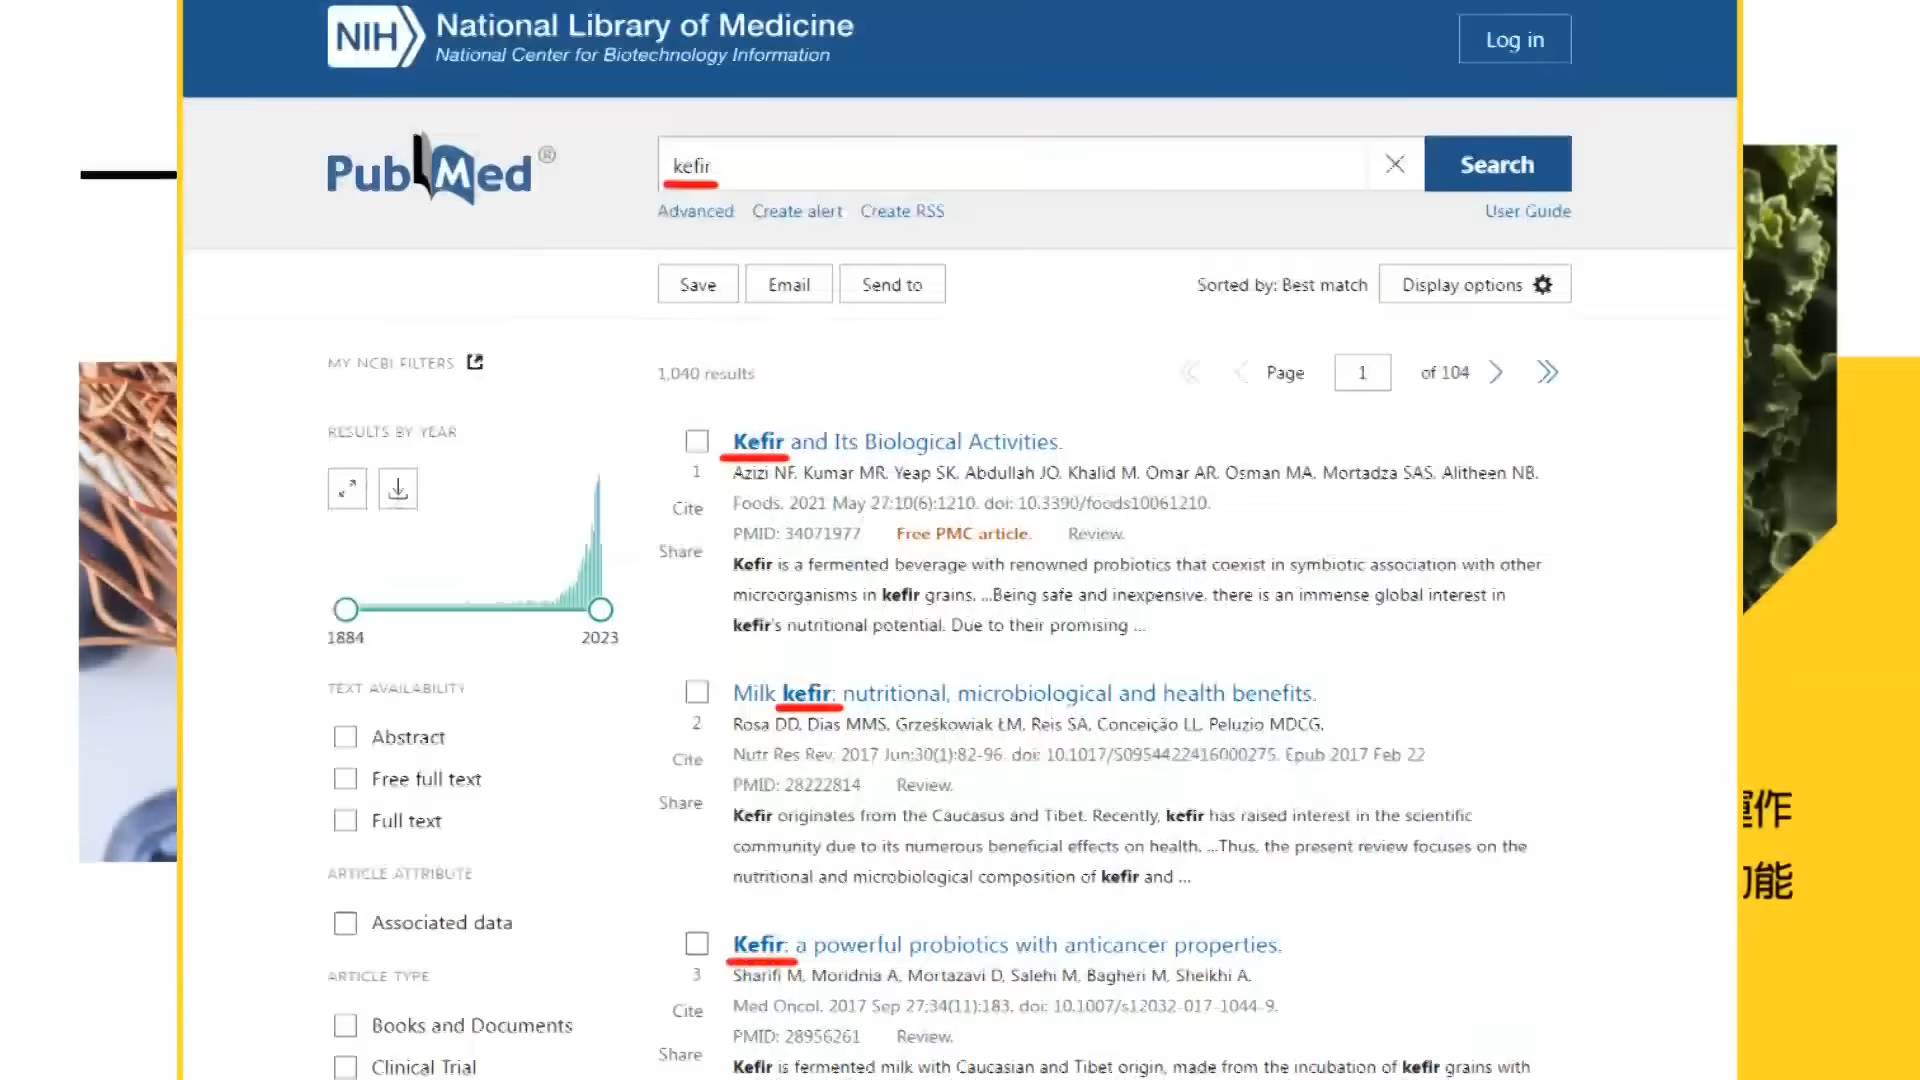 NIH National Library of Medicine
National Center for Biotechnology Information
Log in
PubMed®
kefir
Search
Advanced Create alert Create RSS
User Guide
Save Email Send to
Sorted by: Best match Display options
MY NCBI FILTERS
1,040 results
Page 1 of 104
RESULTS BY YEAR
1884 2023
TEXT AVAILABILITY
Abstract
Free full text
Full text
ARTICLE ATTRIBUTE
Associated data
ARTICLE TYPE
Books and Documents
Clinical Trial
Kefir and Its Biological Activities.
1
Azizi NF, Kumar MR, Yeap SK, Abdullah JO, Khalid M, Omar AR, Osman MA, Mortadza SAS, Alitheen NB.
Cite
Foods. 2021 May 27;10(6):1210. doi: 10.3390/foods10061210.
PMID: 34071977 Free PMC article. Review.
Share
Kefir is a fermented beverage with renowned probiotics that coexist in symbiotic association with other
microorganisms in kefir grains. ...Being safe and inexpensive, there is an immense global interest in
kefir's nutritional potential. Due to their promising ...
Milk kefir: nutritional, microbiological and health benefits.
2
Rosa DD, Dias MMS, Grześkowiak ŁM, Reis SA, Conceição LL, Peluzio MDCG.
Cite
Nutr Res Rev. 2017 Jun;30(1):82-96. doi: 10.1017/S0954422416000275. Epub 2017 Feb 22
PMID: 28222814 Review.
Share
Kefir originates from the Caucasus and Tibet. Recently, kefir has raised interest in the scientific
community due to its numerous beneficial effects on health. ...Thus, the present review focuses on the
nutritional and microbiological composition of kefir and ...
Kefir: a powerful probiotics with anticancer properties.
3
Sharifi M, Moridnia A, Mortazavi D, Salehi M, Bagheri M, Sheikhi A.
Cite
Med Oncol. 2017 Sep 27;34(11):183. doi: 10.1007/s12032-017-1044-9.
PMID: 28956261 Review.
Share
Kefir is fermented milk with Caucasian and Tibet origin, made from the incubation of kefir grains with
作
能